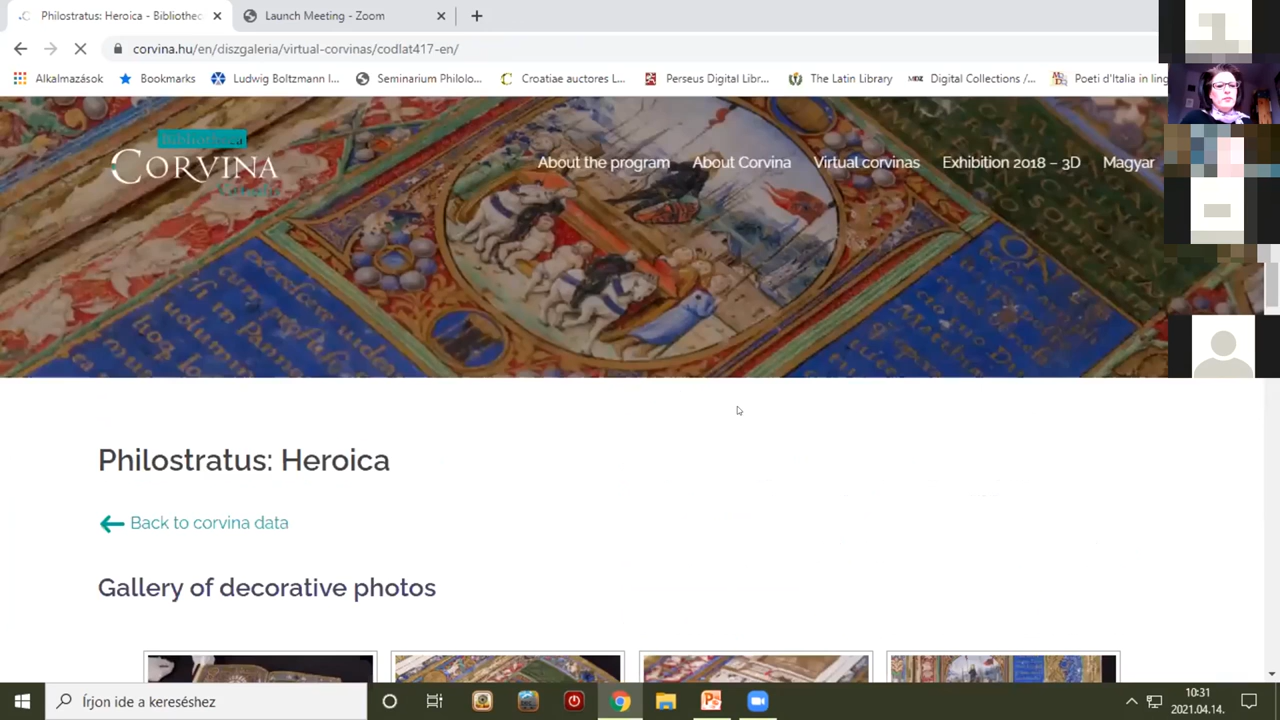 Philostratus: Heroica - Bibliothec
Launch Meeting - Zoom
corvina.hu/en/diszgaleria/virtual-corvinas/codlat417-en/
Alkalmazások
Bookmarks
Ludwig Boltzmann I...
Seminarium Philolo...
Croatiae auctores L...
Perseus Digital Libr...
The Latin Library
Digital Collections /...
Poeti d'Italia in ling
Bibliotheca
CORVINA
About the program
About Corvina
Virtual corvinas
Exhibition 2018 – 3D
Magyar
Philostratus: Heroica
Back to corvina data
Gallery of decorative photos
Írjon ide a kereséshez
10:31
2021.04.14.